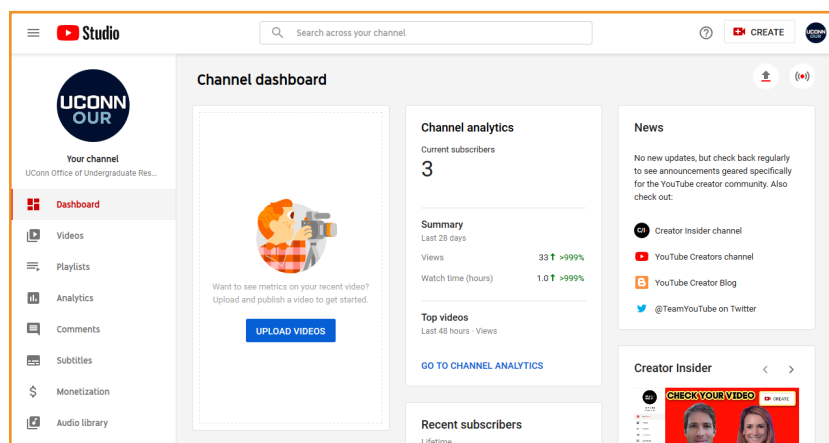 Studio
Search across your channel
CREATE
UCONN
OUR
UCONN
OUR
Your channel
UConn Office of Undergraduate Res...
Dashboard
Videos
Playlists
Analytics
Comments
Subtitles
Monetization
Audio library
Channel dashboard
Want to see metrics on your recent video?
Upload and publish a video to get started.
UPLOAD VIDEOS
Channel analytics
Current subscribers
3
Summary
Last 28 days
Views 33 ↑ >999%
Watch time (hours) 1.0 ↑ >999%
Top videos
Last 48 hours · Views
GO TO CHANNEL ANALYTICS
Recent subscribers
Lifetime
News
No new updates, but check back regularly
to see announcements geared specifically
for the YouTube creator community. Also
check out:
C/I Creator Insider channel
YouTube Creators channel
YouTube Creator Blog
@TeamYouTube on Twitter
Creator Insider
CHECK YOUR VIDEO
CREATE